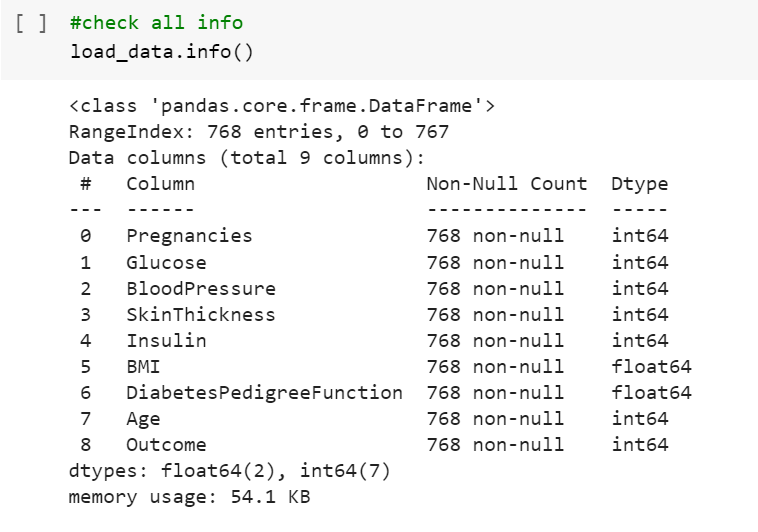 [ ] #check all info
load_data.info()
<class 'pandas.core.frame.DataFrame'>
RangeIndex: 768 entries, 0 to 767
Data columns (total 9 columns):
 #   Column                    Non-Null Count  Dtype
---  ------                    --------------  -----
 0   Pregnancies               768 non-null    int64
 1   Glucose                   768 non-null    int64
 2   BloodPressure             768 non-null    int64
 3   SkinThickness             768 non-null    int64
 4   Insulin                   768 non-null    int64
 5   BMI                       768 non-null    float64
 6   DiabetesPedigreeFunction  768 non-null    float64
 7   Age                       768 non-null    int64
 8   Outcome                   768 non-null    int64
dtypes: float64(2), int64(7)
memory usage: 54.1 KB